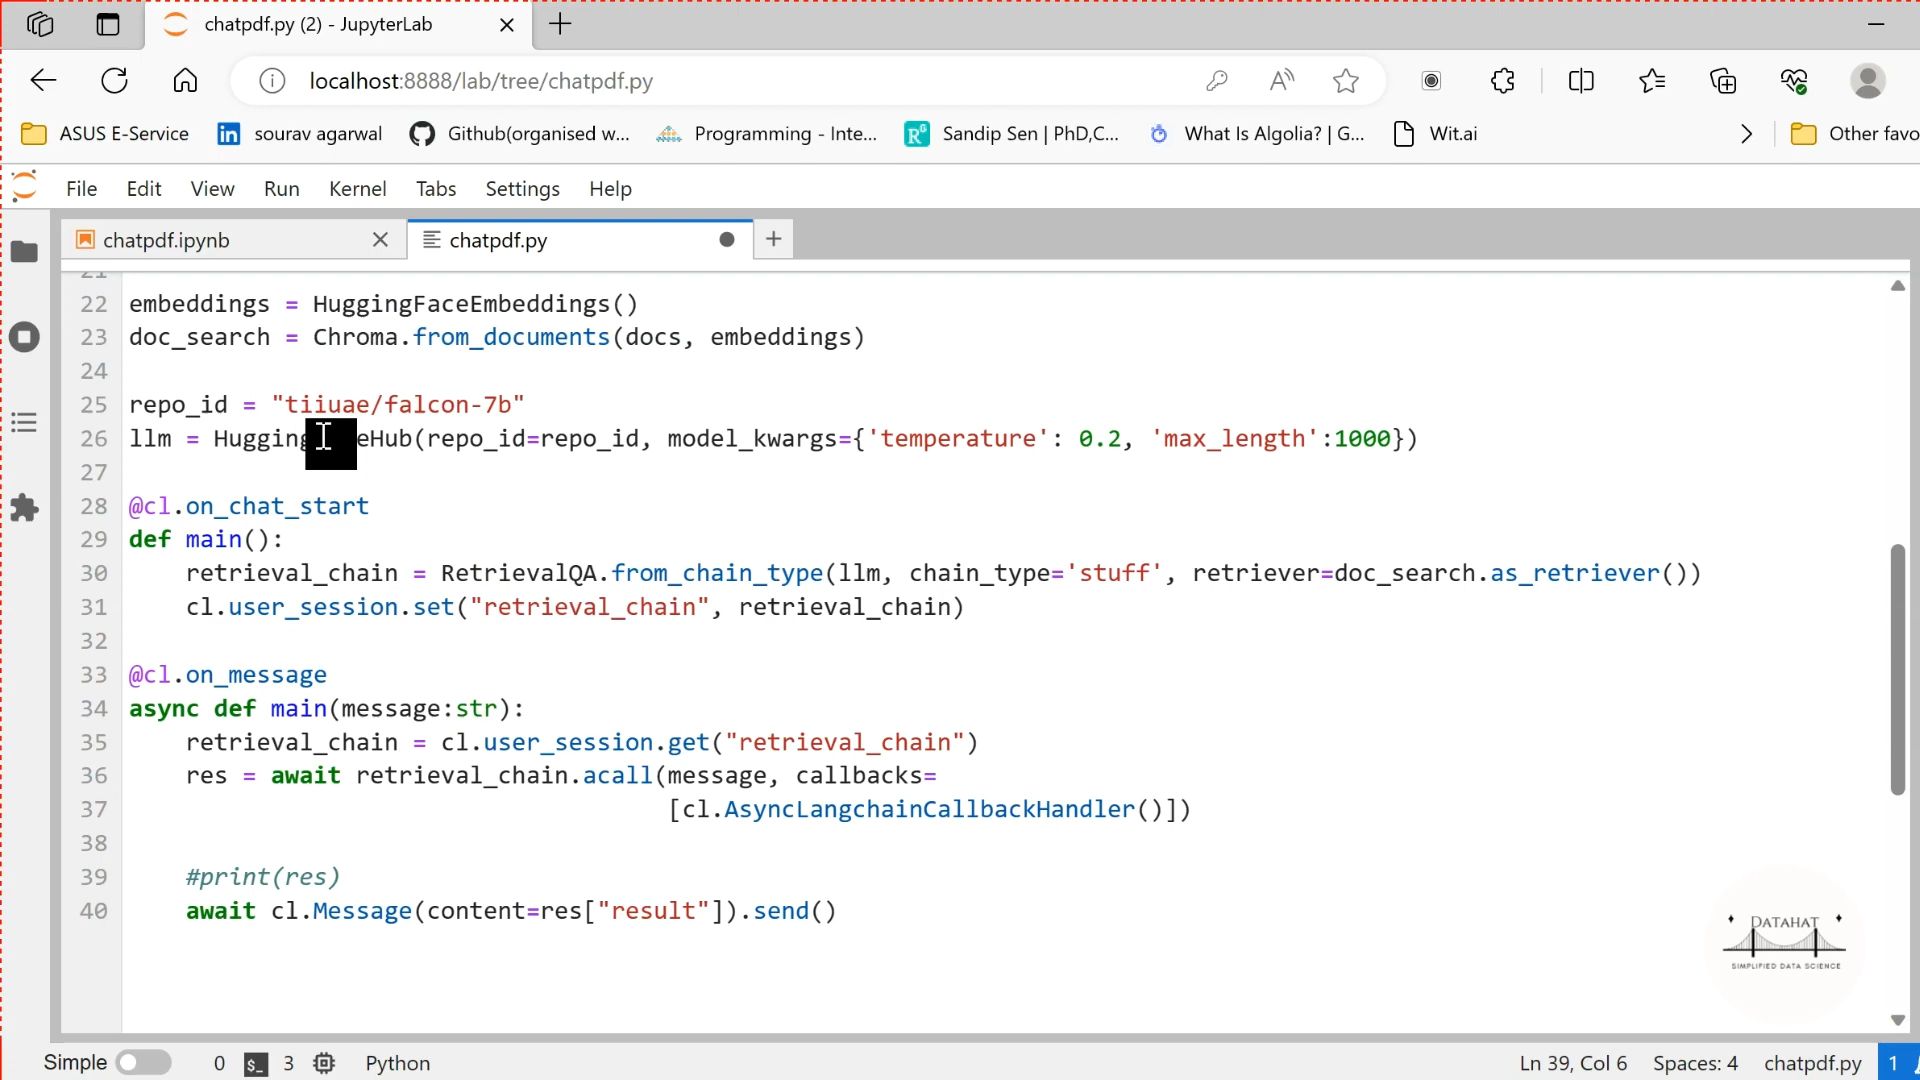 chatpdf.py (2) - JupyterLab
localhost:8888/lab/tree/chatpdf.py
ASUS E-Service sourav agarwal Github(organised w... Programming - Inte... Sandip Sen | PhD,C... What Is Algolia? | G... Wit.ai Other favo
File Edit View Run Kernel Tabs Settings Help
chatpdf.ipynb chatpdf.py
21
22 embeddings = HuggingFaceEmbeddings()
23 doc_search = Chroma.from_documents(docs, embeddings)
24
25 repo_id = "tiiuae/falcon-7b"
26 llm = Hugging eHub(repo_id=repo_id, model_kwargs={'temperature': 0.2, 'max_length':1000})
27
28 @cl.on_chat_start
29 def main():
30 retrieval_chain = RetrievalQA.from_chain_type(llm, chain_type='stuff', retriever=doc_search.as_retriever())
31 cl.user_session.set("retrieval_chain", retrieval_chain)
32
33 @cl.on_message
34 async def main(message:str):
35 retrieval_chain = cl.user_session.get("retrieval_chain")
36 res = await retrieval_chain.acall(message, callbacks=
37 [cl.AsyncLangchainCallbackHandler()])
38
39 #print(res)
40 await cl.Message(content=res["result"]).send()
DATAHAT
SIMPLIFIED DATA SCIENCE
Simple 0 $_ 3 Python Ln 39, Col 6 Spaces: 4 chatpdf.py 1